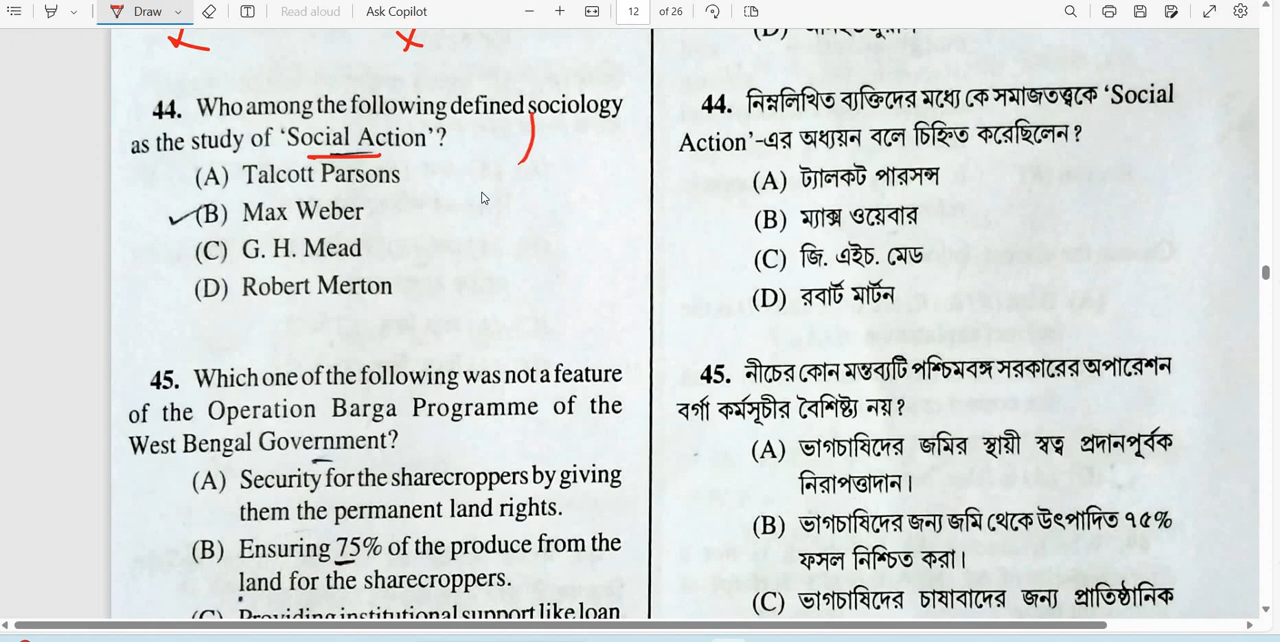 Draw
Read aloud
Ask Copilot
12
of 26
44. Who among the following defined sociology
as the study of 'Social Action'?
(A) Talcott Parsons
(B) Max Weber
(C) G. H. Mead
(D) Robert Merton
45. Which one of the following was not a feature
of the Operation Barga Programme of the
West Bengal Government?
(A) Security for the sharecroppers by giving
them the permanent land rights.
(B) Ensuring 75% of the produce from the
land for the sharecroppers.
(C) Providing institutional support like loan
44. নিম্নলিখিত ব্যক্তিদের মধ্যে কে সমাজতত্ত্বকে 'Social
Action'-এর অধ্যয়ন বলে চিহ্নিত করেছিলেন?
(A) ট্যালকট পারসন্স
(B) ম্যাক্স ওয়েবার
(C) জি. এইচ. মেড
(D) রবার্ট মার্টন
45. নীচের কোন মন্তব্যটি পশ্চিমবঙ্গ সরকারের অপারেশন
বর্গা কর্মসূচীর বৈশিষ্ট্য নয়?
(A) ভাগচাষিদের জমির স্থায়ী স্বত্ব প্রদানপূর্বক
নিরাপত্তাদান।
(B) ভাগচাষিদের জন্য জমি থেকে উৎপাদিত ৭৫%
ফসল নিশ্চিত করা।
(C) ভাগচাষিদের চাষাবাদের জন্য প্রাতিষ্ঠানিক